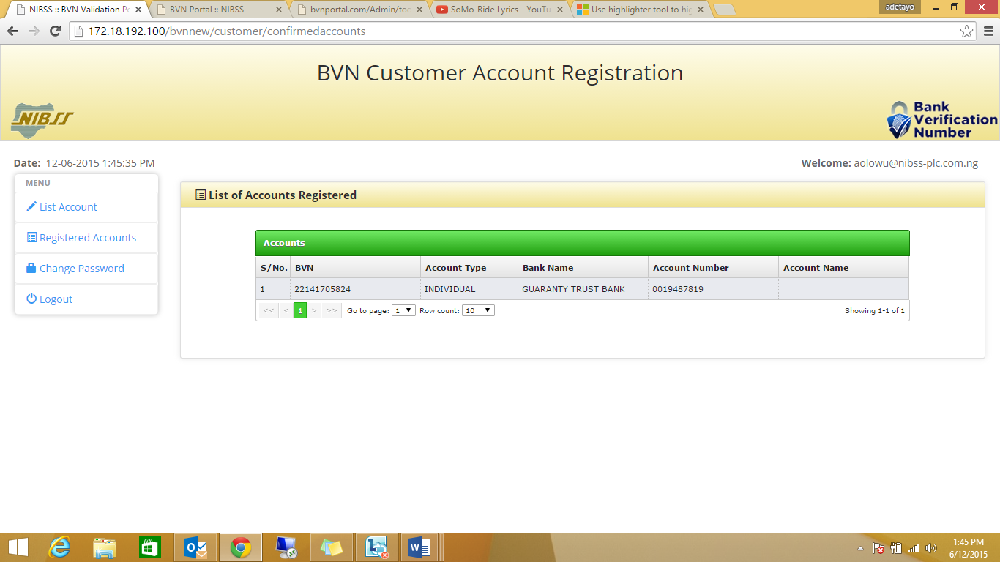 NIBSS :: BVN Validation Po
BVN Portal :: NIBSS
bvnportal.com/Admin/too
SoMo-Ride Lyrics - YouTu
Use highlighter tool to hig
adetayo
172.18.192.100/bvnnew/customer/confirmedaccounts
BVN Customer Account Registration
NIBSS
Bank
Verification
Number
Date: 12-06-2015 1:45:35 PM
Welcome: aolowu@nibss-plc.com.ng
MENU
List Account
Registered Accounts
Change Password
Logout
List of Accounts Registered
Accounts
S/No. BVN Account Type Bank Name Account Number Account Name
1 22141705824 INDIVIDUAL GUARANTY TRUST BANK 0019487819
<< < 1 > >> Go to page: 1 Row count: 10 Showing 1-1 of 1
1:45 PM
6/12/2015